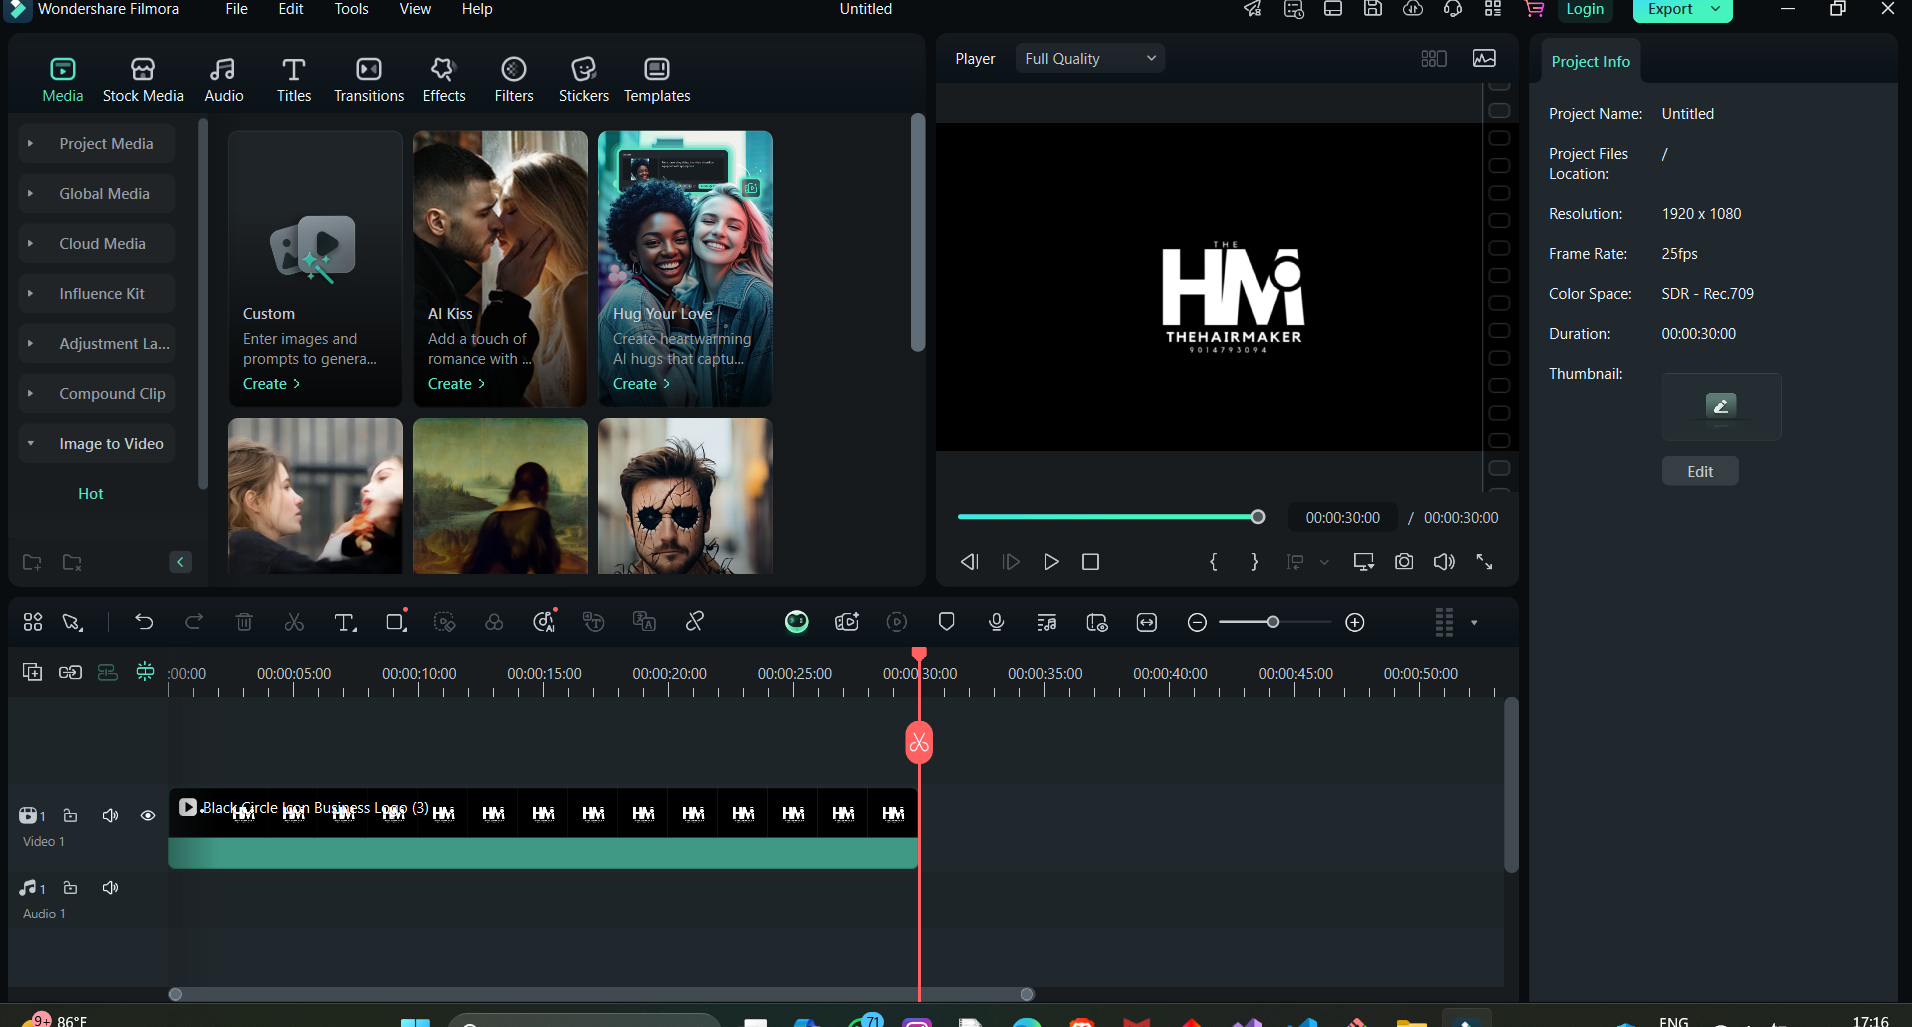 Wondershare Filmora
File
Edit
Tools
View
Help
Untitled
Login
Export
Media
Stock Media
Audio
Titles
Transitions
Effects
Filters
Stickers
Templates
Project Media
Global Media
Cloud Media
Influence Kit
Adjustment La...
Compound Clip
Image to Video
Hot
Custom
Enter images and
prompts to genera...
Create >
AI Kiss
Add a touch of
romance with ...
Create >
Hug Your Love
Create heartwarming
AI hugs that captu...
Create >
Player
Full Quality
THE
HMi
THEHAIRMAKER
9014793094
00:00:30:00 / 00:00:30:00
Project Info
Project Name: Untitled
Project Files
Location: /
Resolution: 1920 x 1080
Frame Rate: 25fps
Color Space: SDR - Rec.709
Duration: 00:00:30:00
Thumbnail:
Edit
:00:00
00:00:05:00
00:00:10:00
00:00:15:00
00:00:20:00
00:00:25:00
00:00:30:00
00:00:35:00
00:00:40:00
00:00:45:00
00:00:50:00
Black Circle Icon Business Logo (3)
1
Video 1
1
Audio 1
9+
86°F
71
ENG
17:16